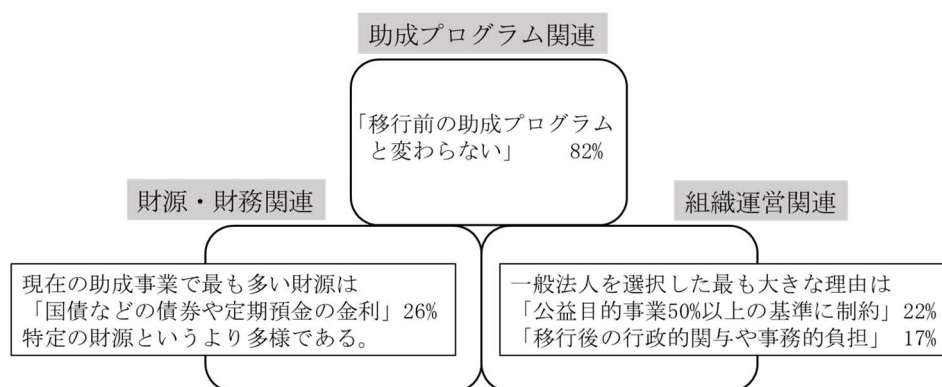 助成プログラム関連
「移行前の助成プログラム
と変わらない」 82%
財源・財務関連
現在の助成事業で最も多い財源は
「国債などの債券や定期預金の金利」26%
特定の財源というより多様である。
組織運営関連
一般法人を選択した最も大きな理由は
「公益目的事業50%以上の基準に制約」22%
「移行後の行政的関与や事務的負担」 17%